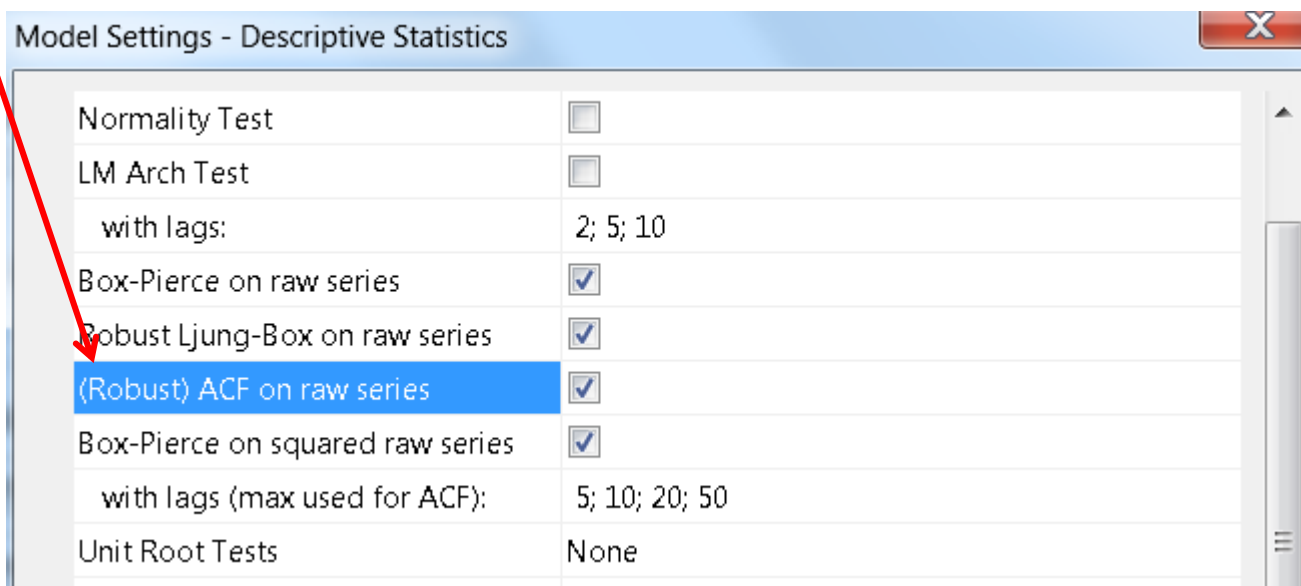 Model Settings - Descriptive Statistics
Normality Test
LM Arch Test
with lags: 2; 5; 10
Box-Pierce on raw series
Robust Ljung-Box on raw series
(Robust) ACF on raw series
Box-Pierce on squared raw series
with lags (max used for ACF): 5; 10; 20; 50
Unit Root Tests None